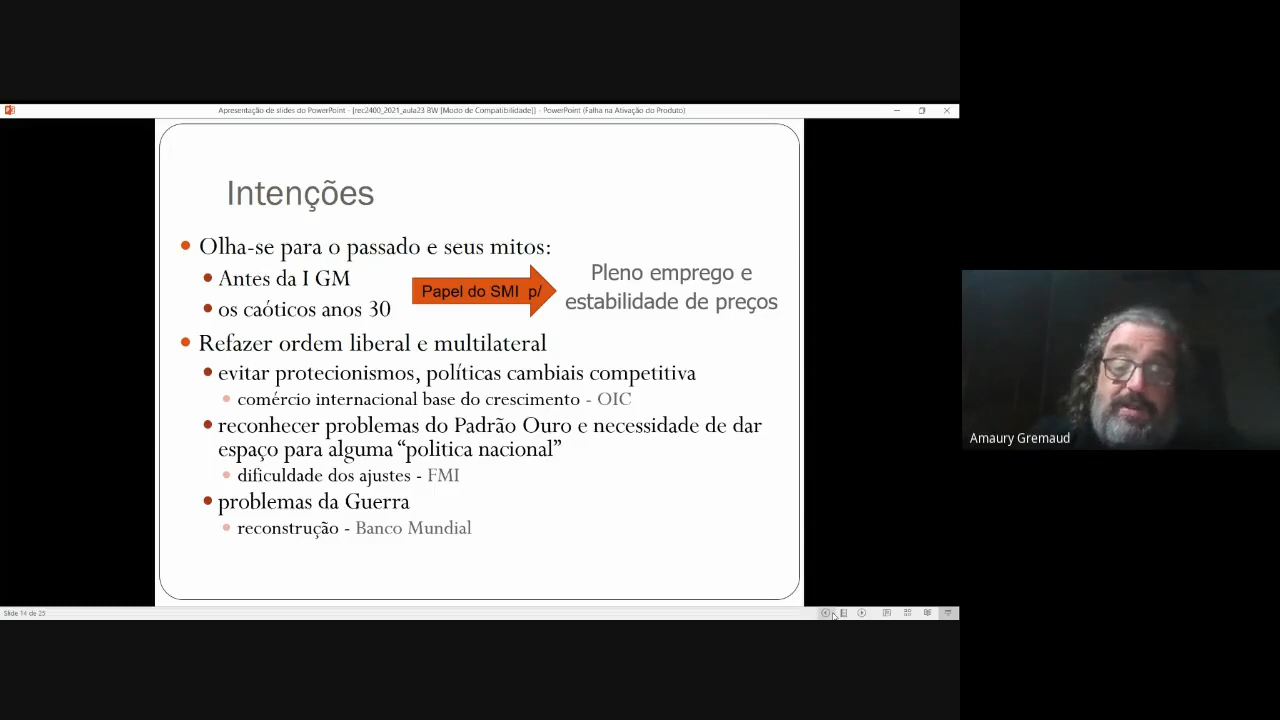 Apresentação de slides do PowerPoint - [rec2400_2021_aula23 BW [Modo de Compatibilidade]] - PowerPoint (Falha na Ativação do Produto)
Intenções
Olha-se para o passado e seus mitos:
Antes da I GM
os caóticos anos 30
Papel do SMI p/
Pleno emprego e
estabilidade de preços
Refazer ordem liberal e multilateral
evitar protecionismos, políticas cambiais competitiva
comércio internacional base do crescimento - OIC
reconhecer problemas do Padrão Ouro e necessidade de dar
espaço para alguma “politica nacional”
dificuldade dos ajustes - FMI
problemas da Guerra
reconstrução - Banco Mundial
Slide 14 de 25
Amaury Gremaud